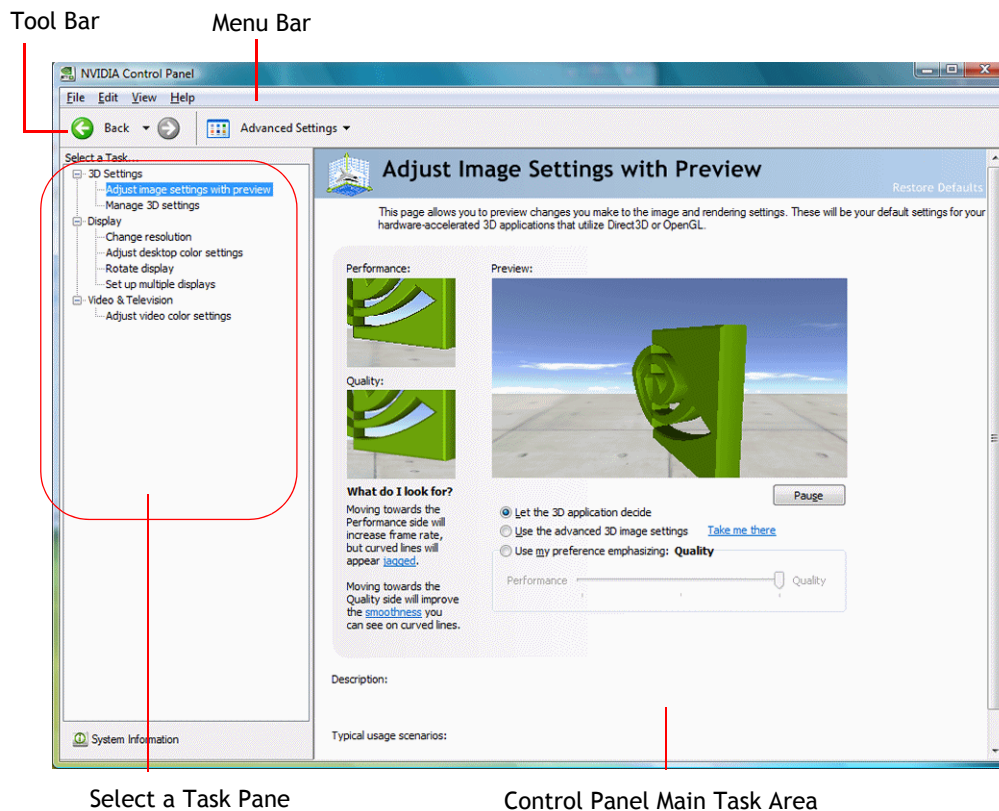 Tool Bar
Menu Bar
NVIDIA Control Panel
File Edit View Help
Back
Advanced Settings
Select a Task...
3D Settings
Adjust image settings with preview
Manage 3D settings
Display
Change resolution
Adjust desktop color settings
Rotate display
Set up multiple displays
Video & Television
Adjust video color settings
System Information
Adjust Image Settings with Preview
Restore Defaults
This page allows you to preview changes you make to the image and rendering settings. These will be your default settings for your
hardware-accelerated 3D applications that utilize Direct3D or OpenGL.
Performance:
Quality:
What do I look for?
Moving towards the
Performance side will
increase frame rate,
but curved lines will
appear jagged.
Moving towards the
Quality side will improve
the smoothness you
can see on curved lines.
Preview:
Pause
Let the 3D application decide
Use the advanced 3D image settings Take me there
Use my preference emphasizing: Quality
Performance Quality
Description:
Typical usage scenarios:
Select a Task Pane
Control Panel Main Task Area